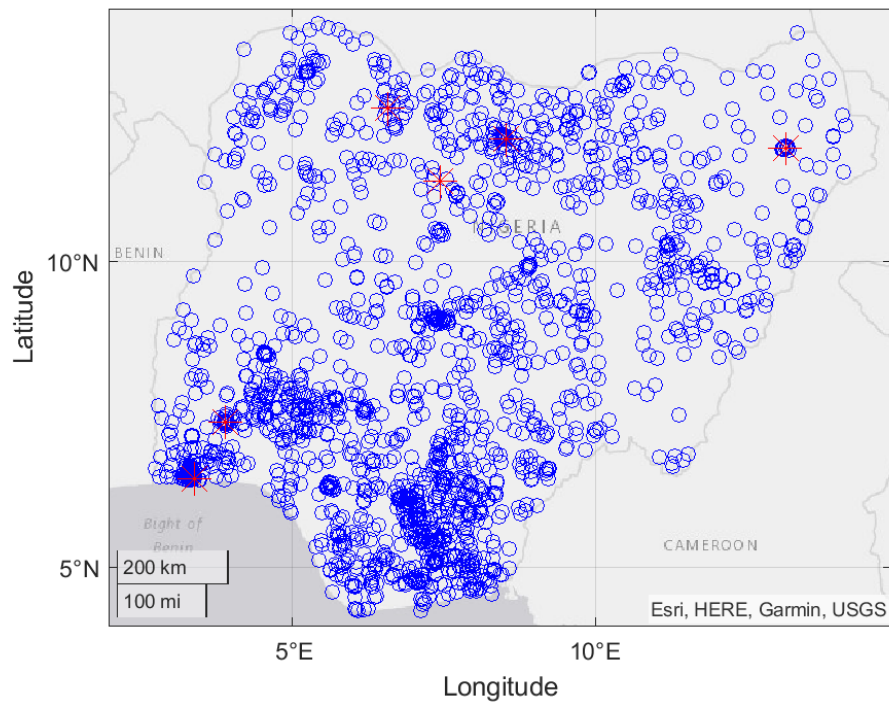 BENIN
NIGERIA
10°N
Latitude
Bight of
Benin
CAMEROON
200 km
5°N
100 mi
Esri, HERE, Garmin, USGS
5°E
10°E
Longitude